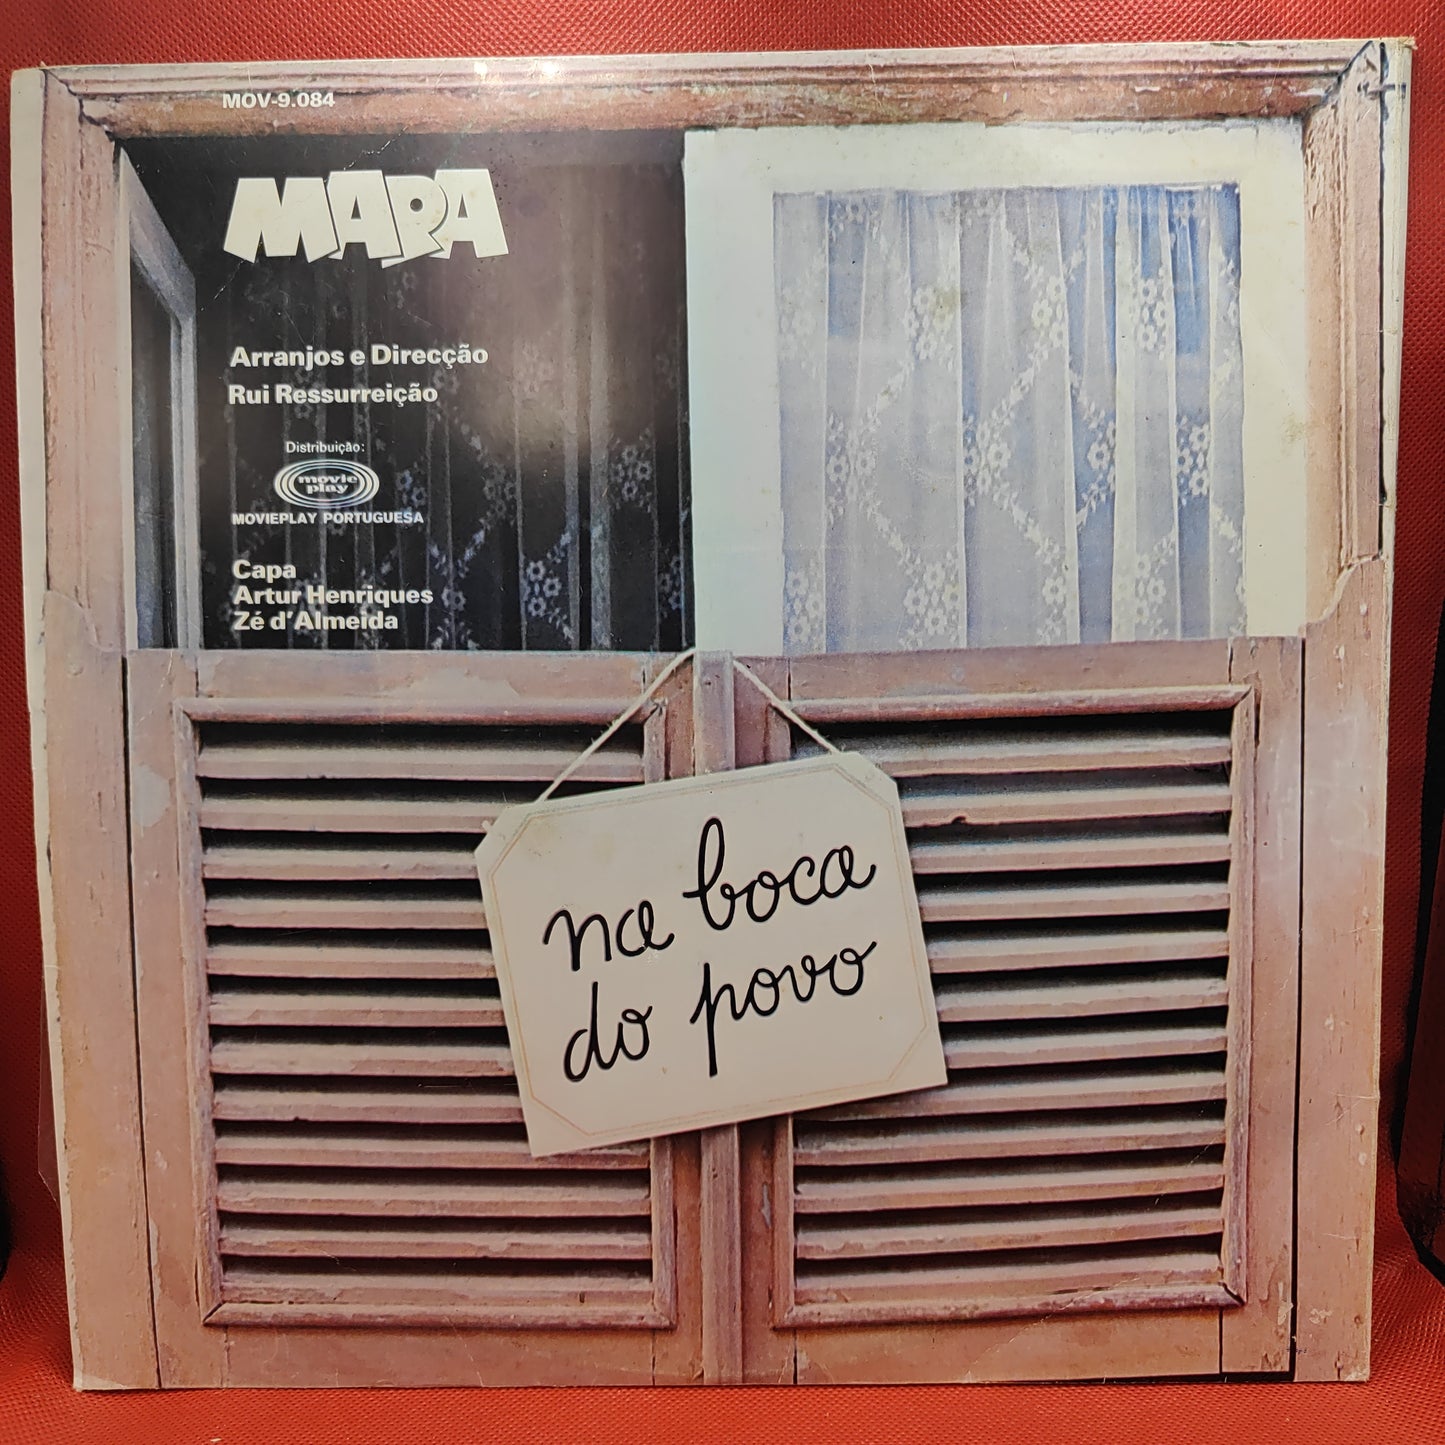 MOV-9.084
MARA
Arranjos e Direcção
Rui Ressurreição
Distribuição:
movie
play
MOVIEPLAY PORTUGUESA
Capa
Artur Henriques
Zé d'Almeida
na boca
do povo